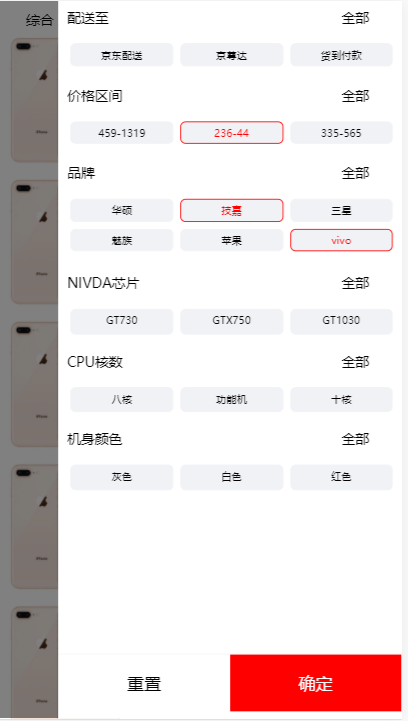 综合
配送至 全部
京东配送 京尊达 货到付款
价格区间 全部
459-1319 236-44 335-565
品牌 全部
华硕 技嘉 三星
魅族 苹果 vivo
NIVDA芯片 全部
GT730 GTX750 GT1030
CPU核数 全部
八核 功能机 十核
机身颜色 全部
灰色 白色 红色
重置 确定